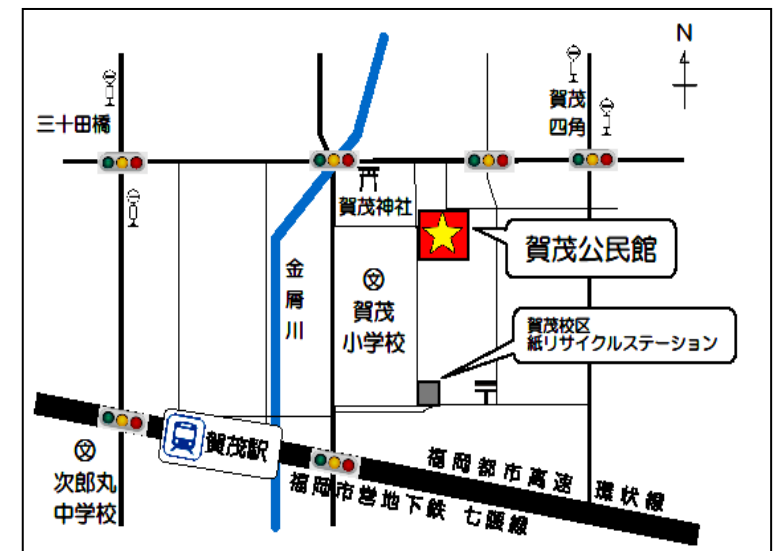 N
三十田橋
賀茂
四角
賀茂神社
賀茂公民館
金
屑
川
文
賀茂
小学校
賀茂校区
紙リサイクルステーション
賀茂駅
文
次郎丸
中学校
福岡都市高速 環状線
福岡市営地下鉄 七隈線